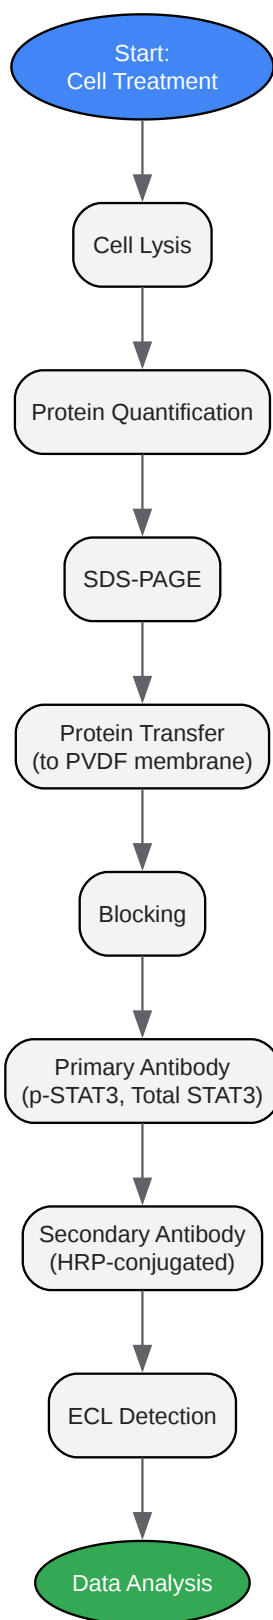 Start:
Cell Treatment
Cell Lysis
Protein Quantification
SDS-PAGE
Protein Transfer
(to PVDF membrane)
Blocking
Primary Antibody
(p-STAT3, Total STAT3)
Secondary Antibody
(HRP-conjugated)
ECL Detection
Data Analysis